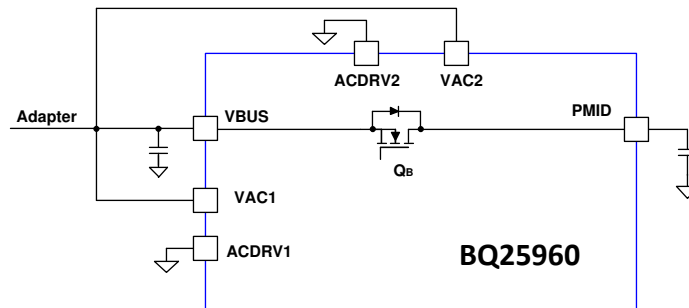 ACDRV2
VAC2
Adapter
VBUS
PMID
QB
VAC1
ACDRV1
BQ25960